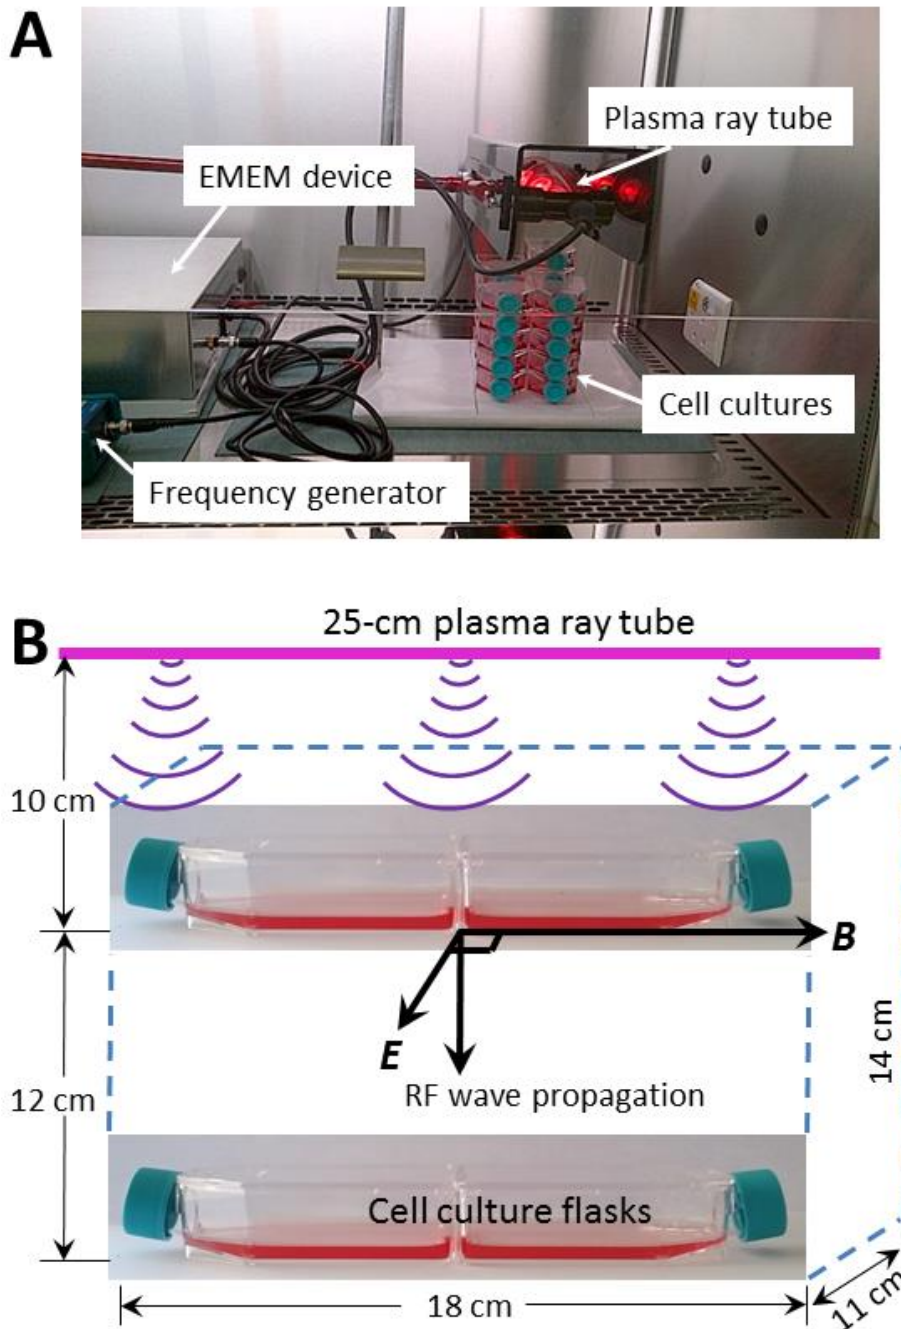 A
Plasma ray tube
EMEM device
Cell cultures
Frequency generator
B
25-cm plasma ray tube
10 cm
B
E
RF wave propagation
14 cm
12 cm
Cell culture flasks
18 cm
11 cm